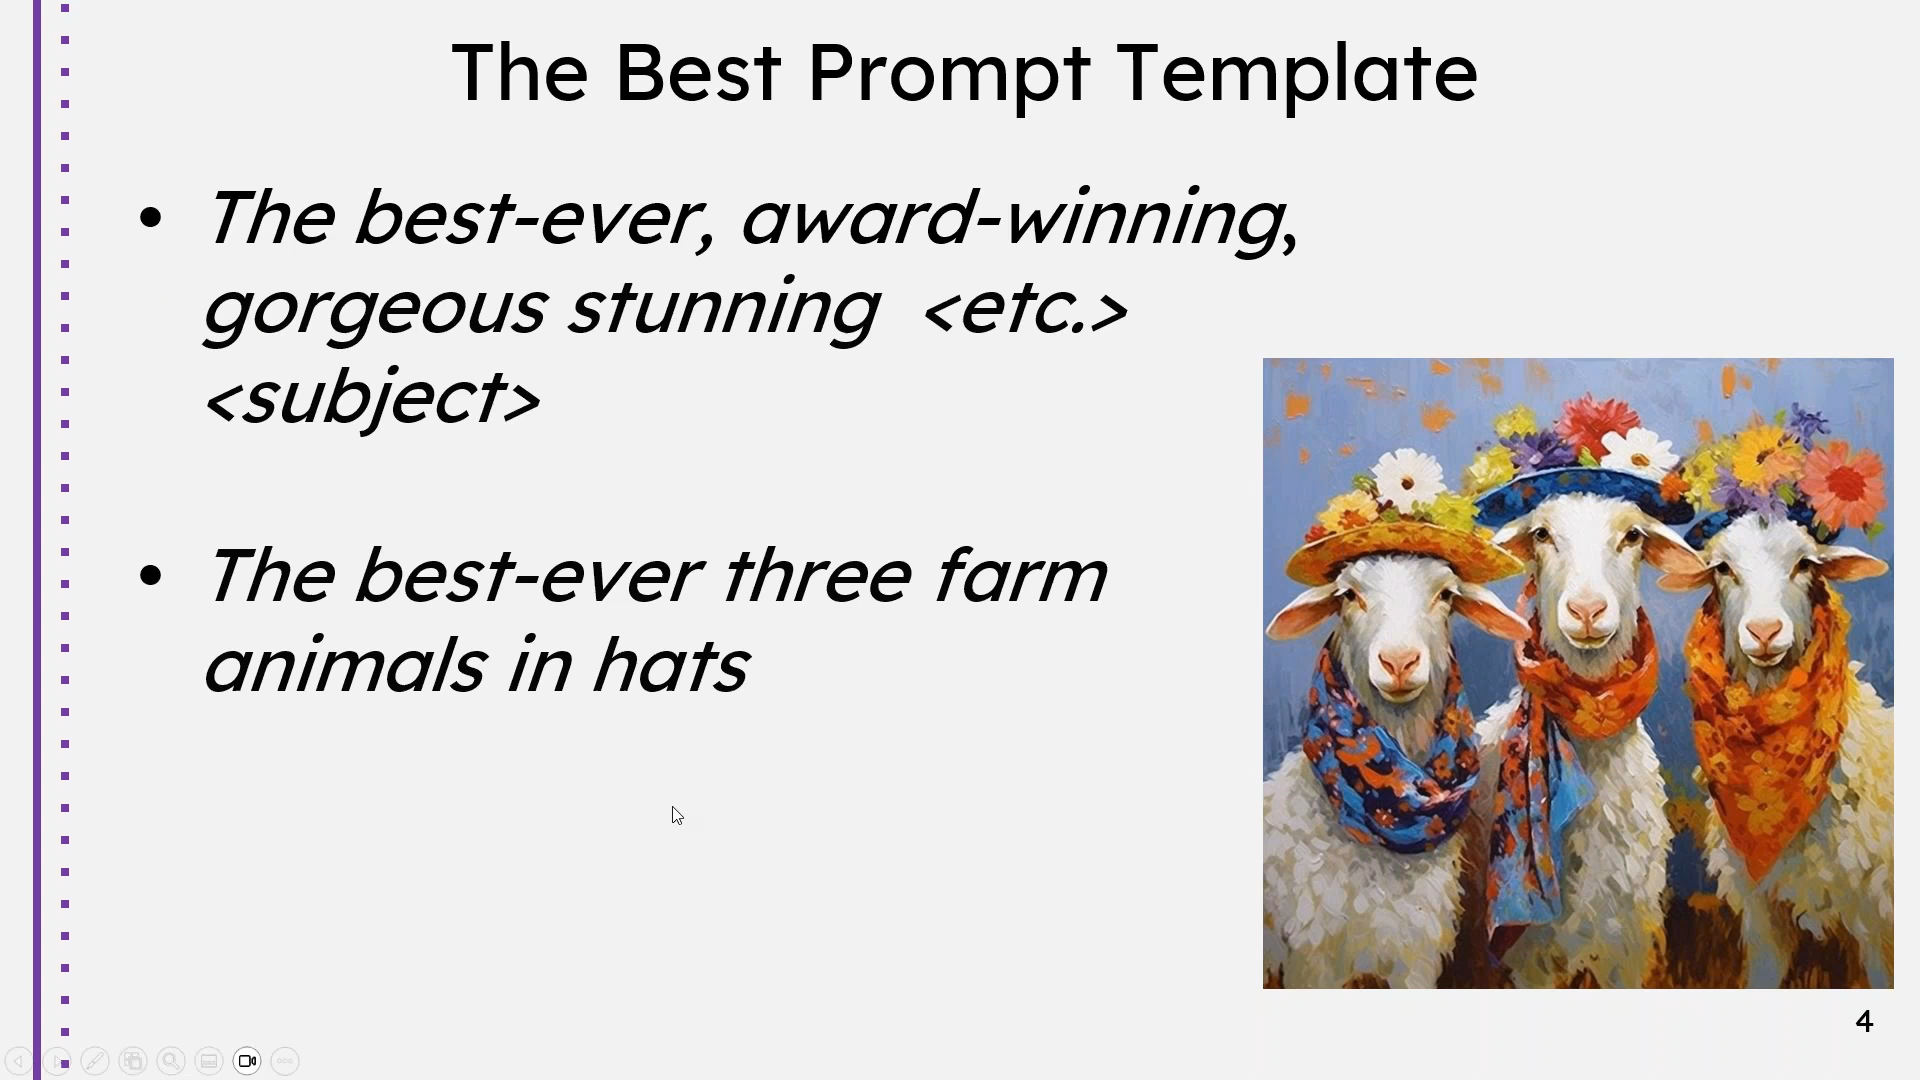 The Best Prompt Template
• The best-ever, award-winning,
gorgeous stunning <etc.>
<subject>
• The best-ever three farm
animals in hats
4